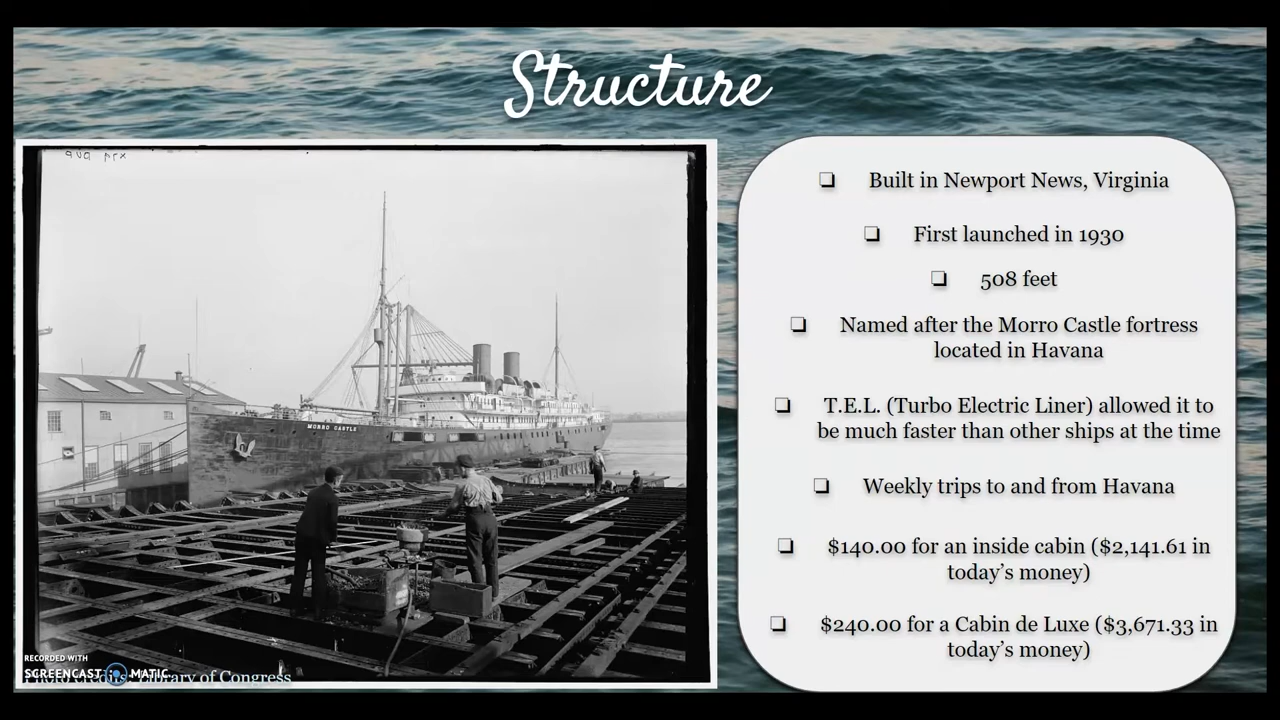 Structure
MORRO CASTLE
❏ Built in Newport News, Virginia
❏ First launched in 1930
❏ 508 feet
❏ Named after the Morro Castle fortress
located in Havana
❏ T.E.L. (Turbo Electric Liner) allowed it to
be much faster than other ships at the time
❏ Weekly trips to and from Havana
❏ $140.00 for an inside cabin ($2,141.61 in
today's money)
❏ $240.00 for a Cabin de Luxe ($3,671.33 in
today's money)
RECORDED WITH
SCREENCAST MATIC
Library of Congress